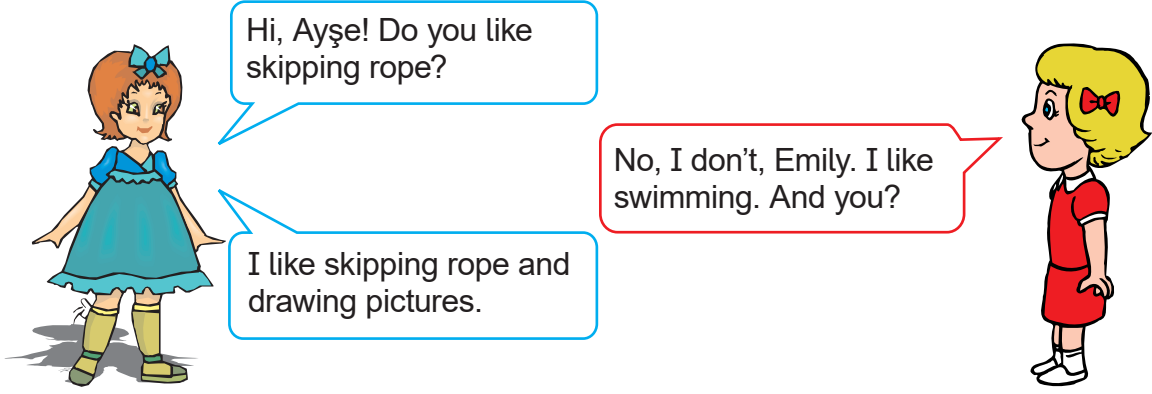 Hi, Ayşe! Do you like
skipping rope?
No, I don’t, Emily. I like
swimming. And you?
I like skipping rope and
drawing pictures.